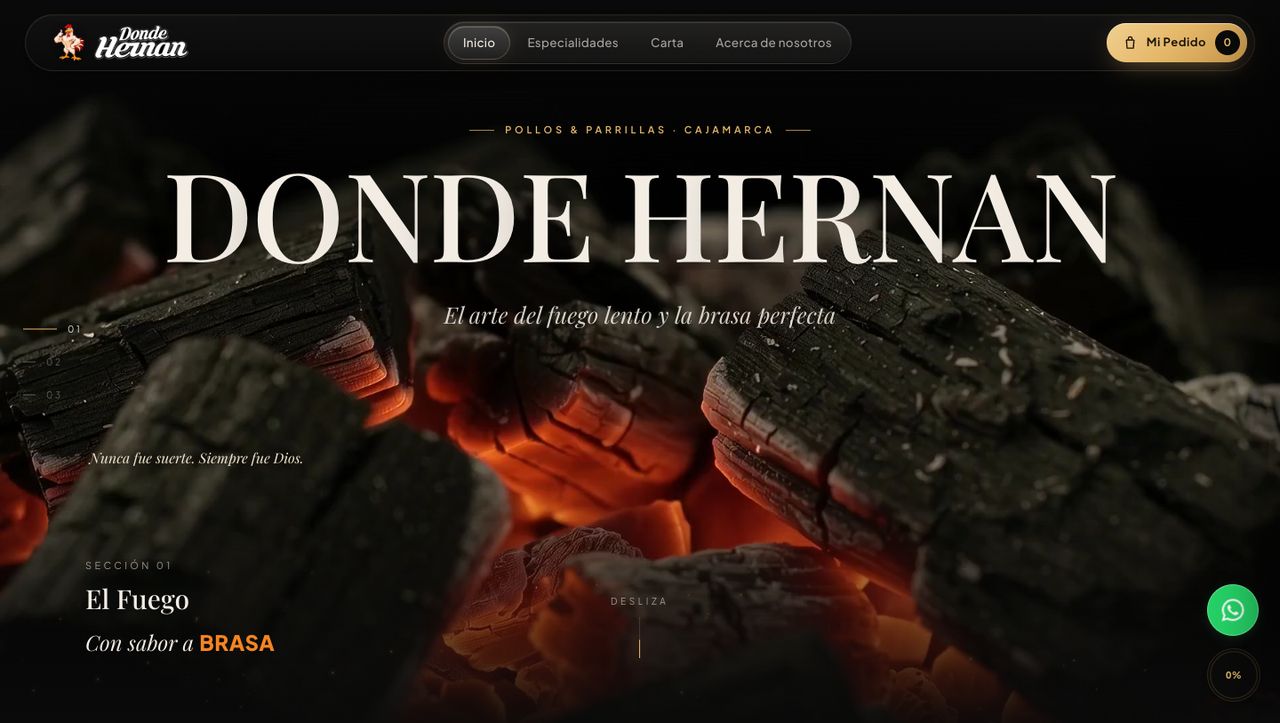 Donde
Hernan
Inicio
Especialidades
Carta
Acerca de nosotros
Mi Pedido
0
POLLOS & PARRILLAS · CAJAMARCA
DONDE HERNAN
El arte del fuego lento y la brasa perfecta
01
02
03
Nunca fue suerte. Siempre fue Dios.
SECCIÓN 01
El Fuego
Con sabor a BRASA
DESLIZA
0%